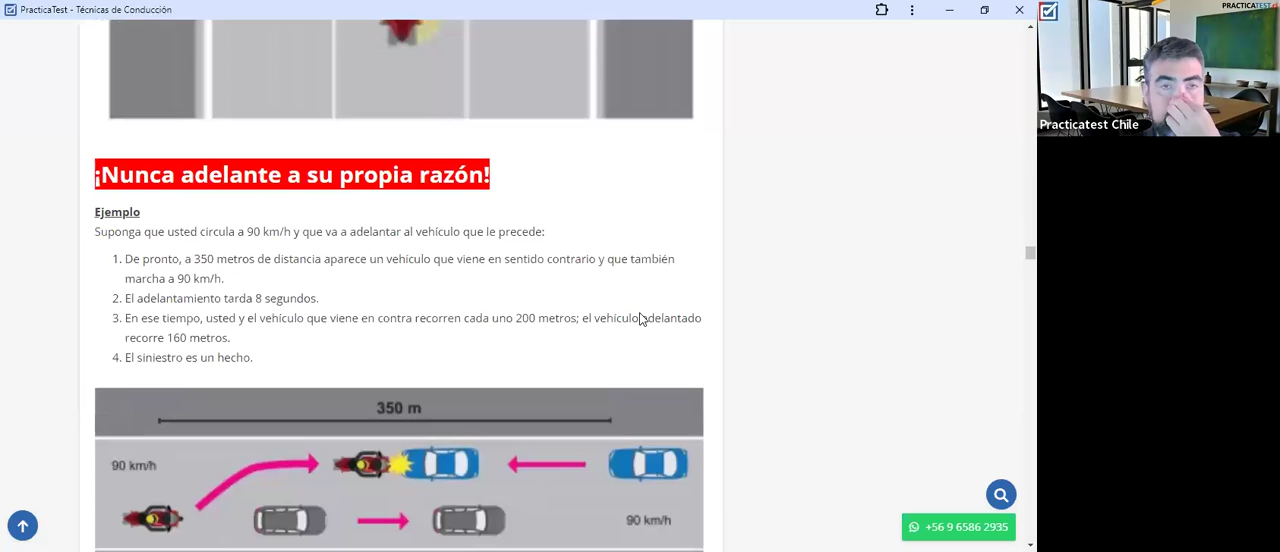 PracticaTest - Técnicas de Conducción
PRACTICATEST
¡Nunca adelante a su propia razón!
Practicatest Chile
Ejemplo
Suponga que usted circula a 90 km/h y que va a adelantar al vehículo que le precede:
1. De pronto, a 350 metros de distancia aparece un vehículo que viene en sentido contrario y que también
marcha a 90 km/h.
2. El adelantamiento tarda 8 segundos.
3. En ese tiempo, usted y el vehículo que viene en contra recorren cada uno 200 metros; el vehículo adelantado
recorre 160 metros.
4. El siniestro es un hecho.
350 m
90 km/h
90 km/h
+56 9 6586 2935